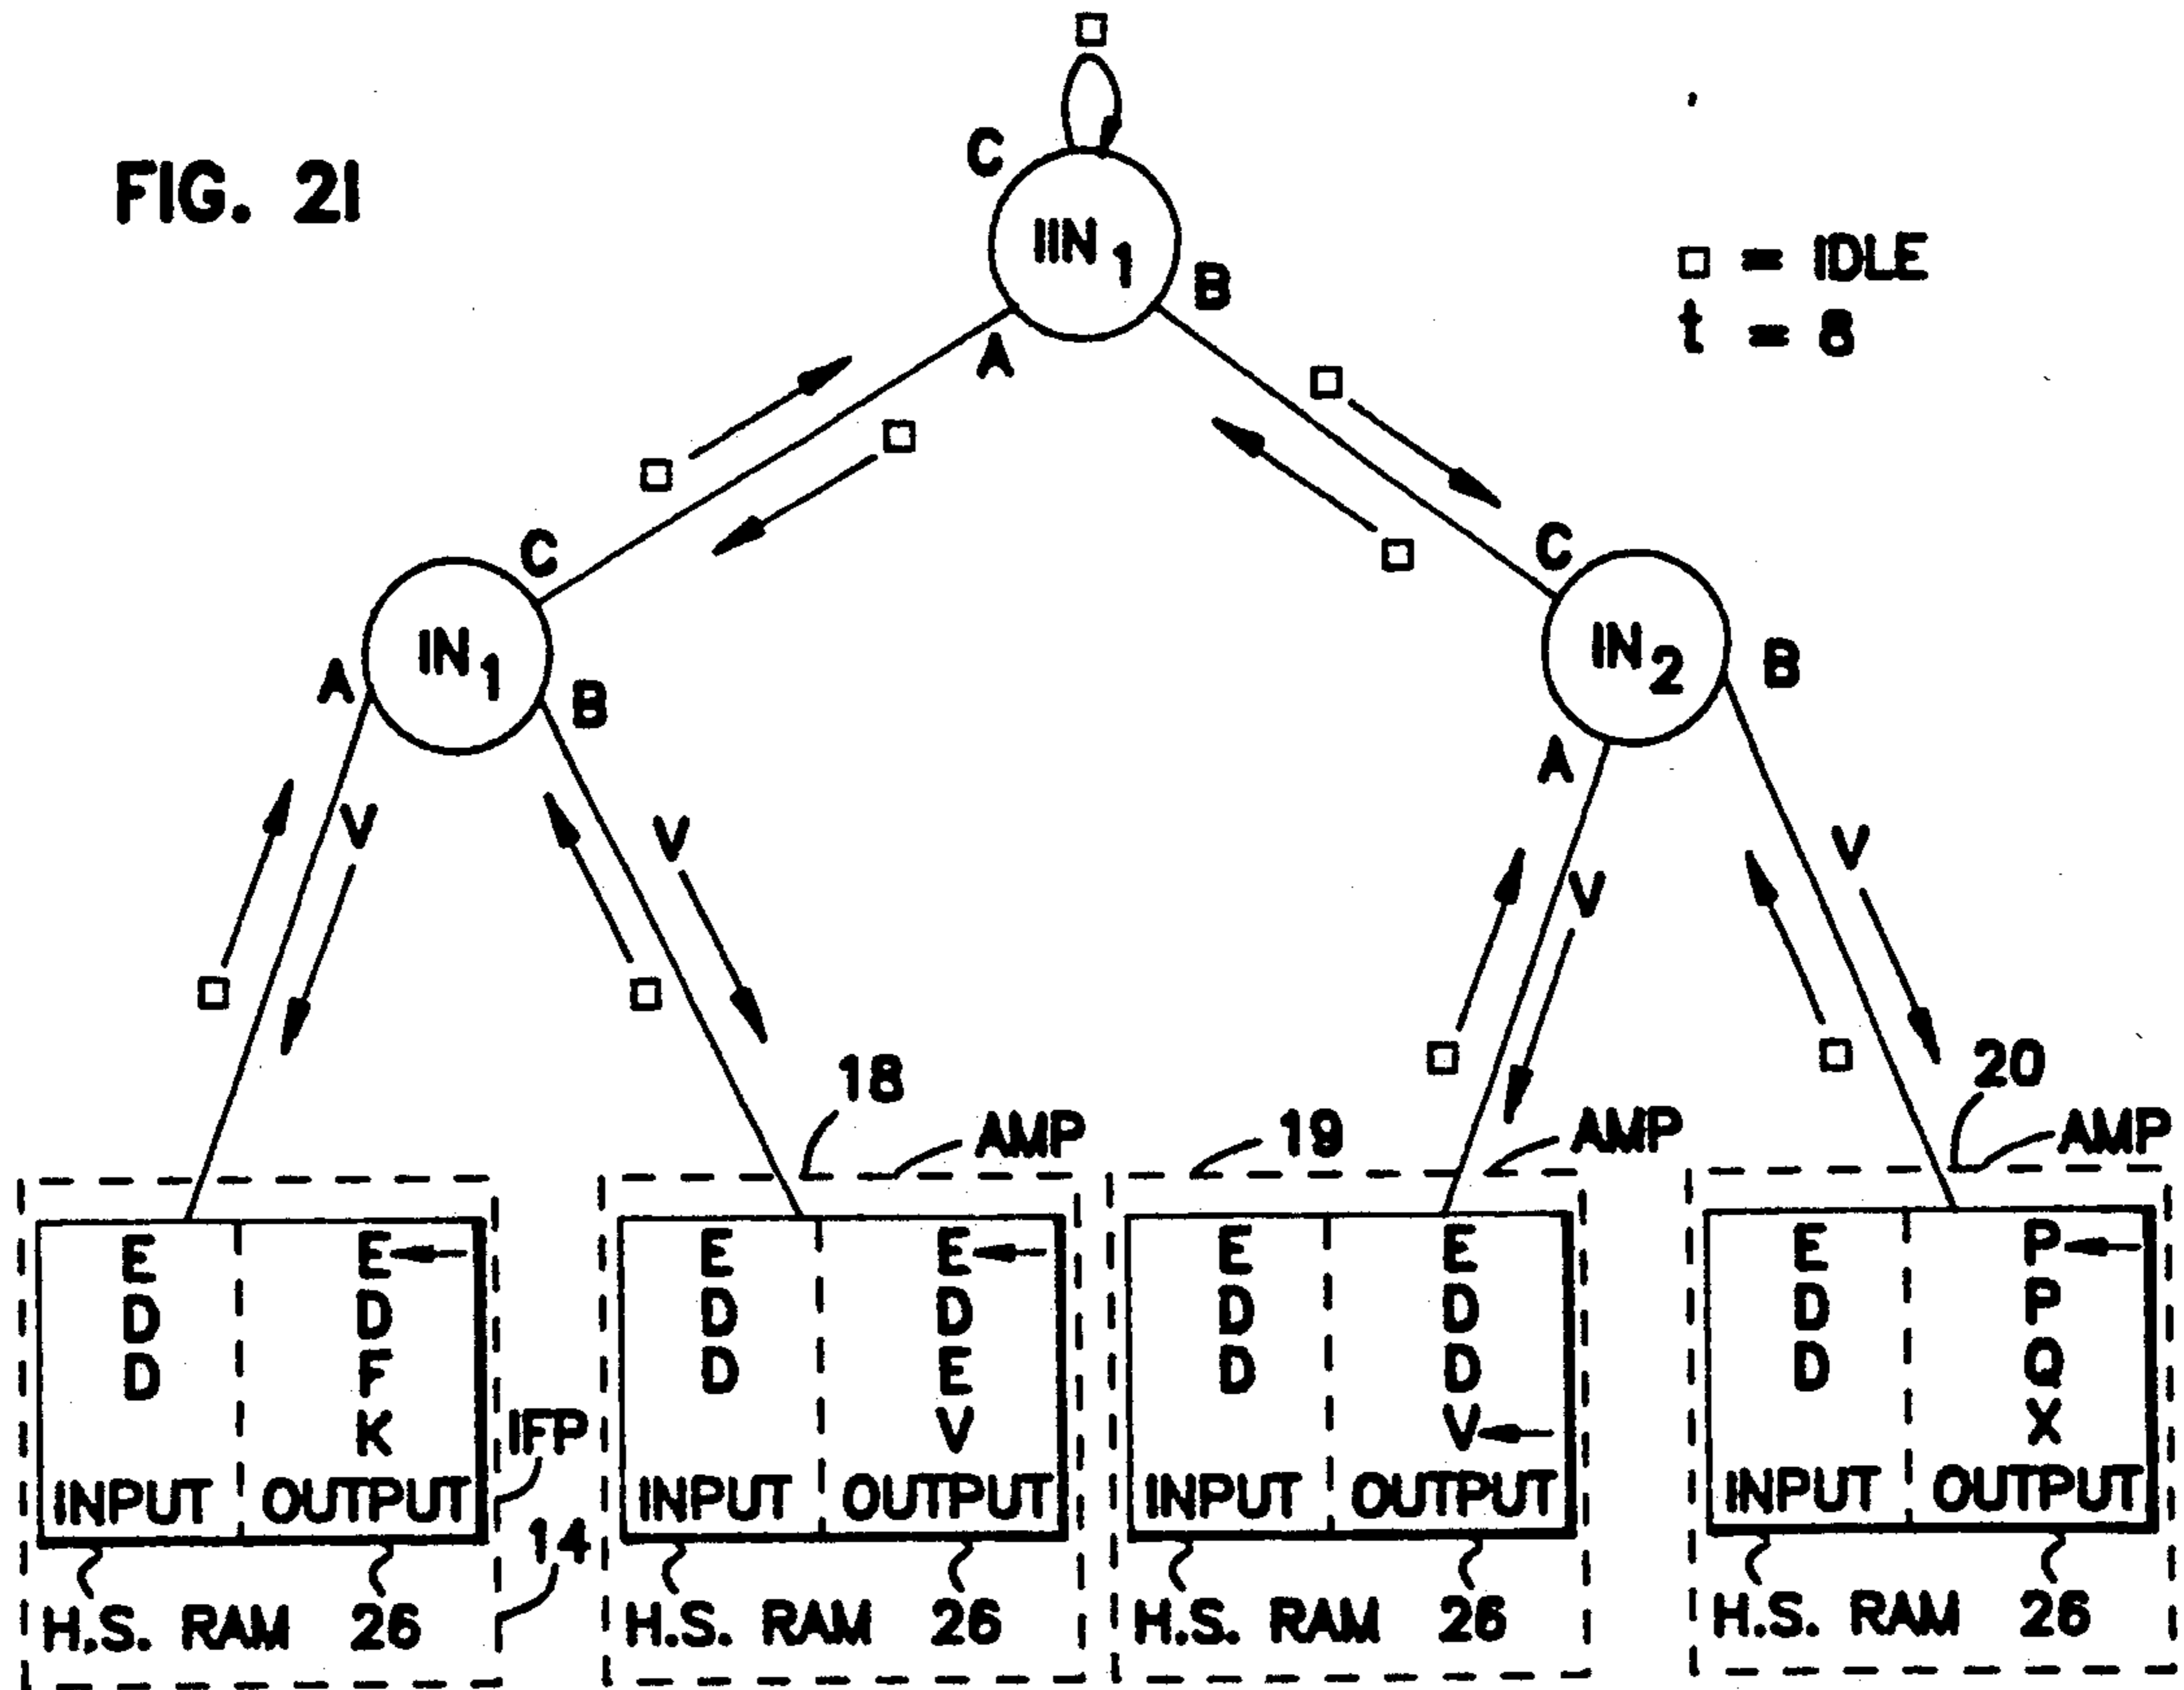 FIG. 21
C
IIN1
B
A
□ = IDLE
t = 8
C
IN1
A
B
C
IN2
B
A
V
V
V
V
18
AMP
19
AMP
20
AMP
E
D
D
INPUT
E
D
F
K
OUTPUT
IFP
14
H.S. RAM 26
E
D
D
INPUT
E
D
E
V
OUTPUT
H.S. RAM 26
E
D
D
INPUT
E
D
D
V
OUTPUT
H.S. RAM 26
E
D
D
INPUT
P
P
Q
X
OUTPUT
H.S. RAM 26